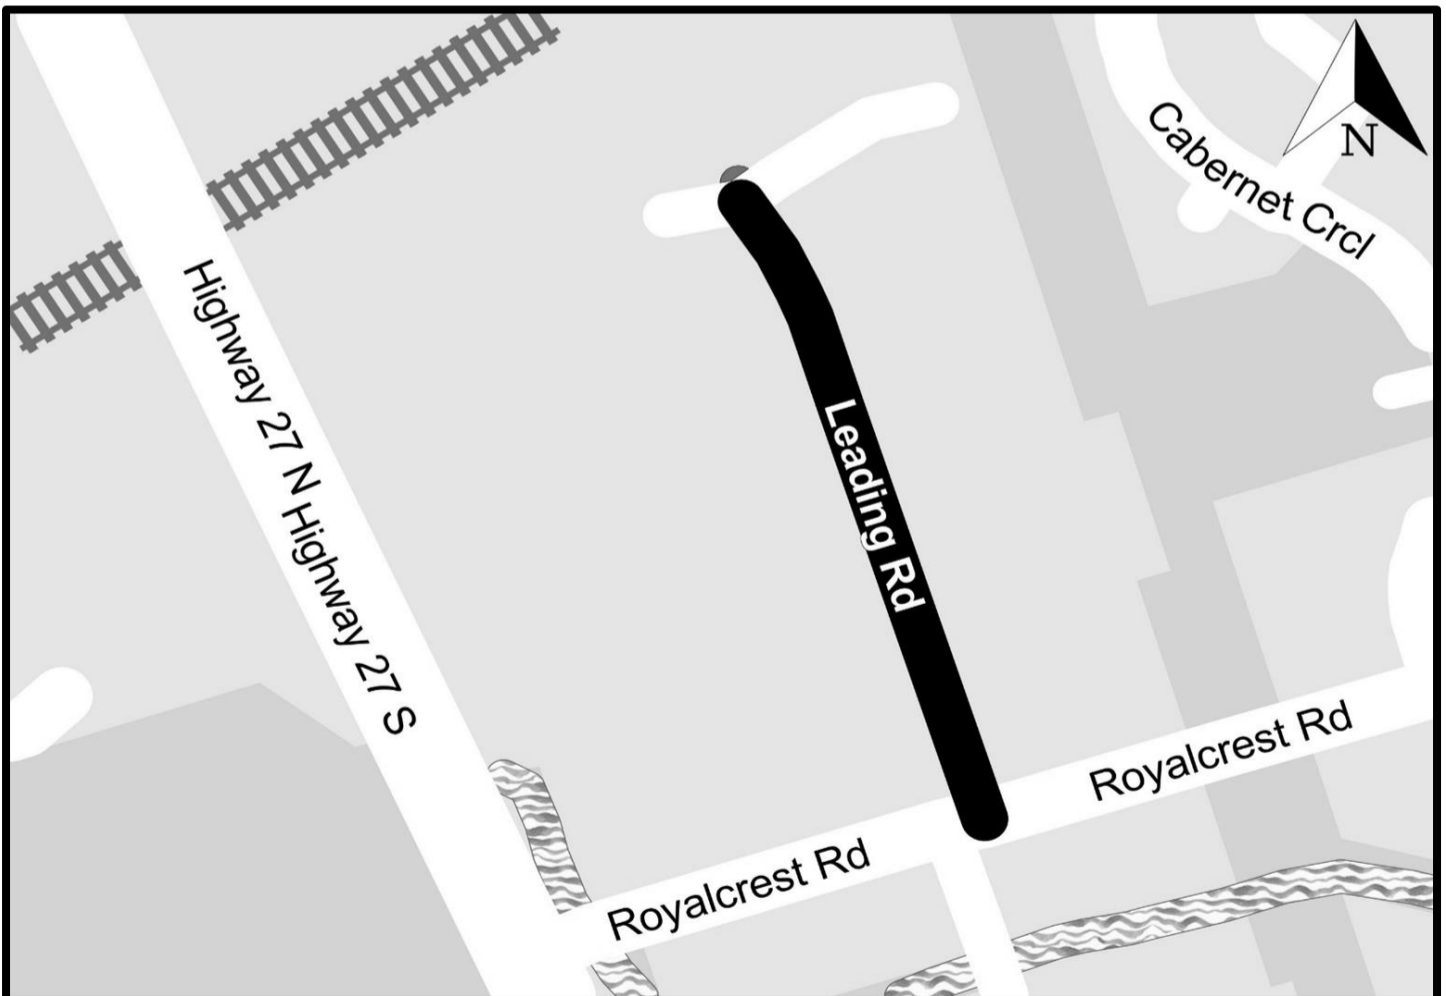 N
Cabernet Crcl
Highway 27 N
Highway 27 S
Leading Rd
Royalcrest Rd
Royalcrest Rd